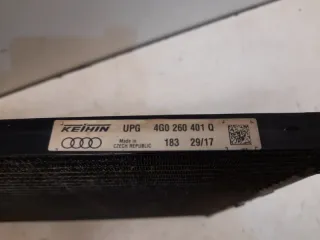 KEIHIN UPG 4G0 260 401 Q
Made in
CZECH REPUBLIC 183 29/17